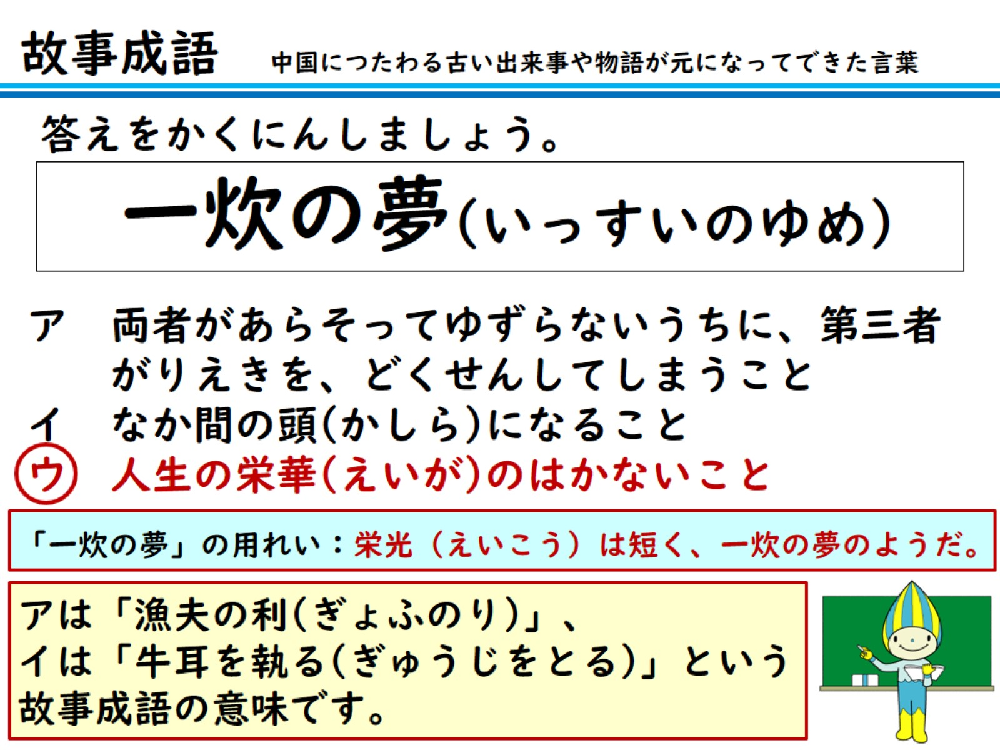 故事成語 中国につたわる古い出来事や物語が元になってできた言葉
答えをかくにんしましょう。
一炊の夢(いっすいのゆめ)
ア 両者があらそってゆずらないうちに、第三者
がりえきを、どくせんしてしまうこと
イ なか間の頭(かしら)になること
ウ 人生の栄華(えいが)のはかないこと
「一炊の夢」の用れい：栄光（えいこう）は短く、一炊の夢のようだ。
アは「漁夫の利(ぎょふのり)」、
イは「牛耳を執る(ぎゅうじをとる)」という
故事成語の意味です。